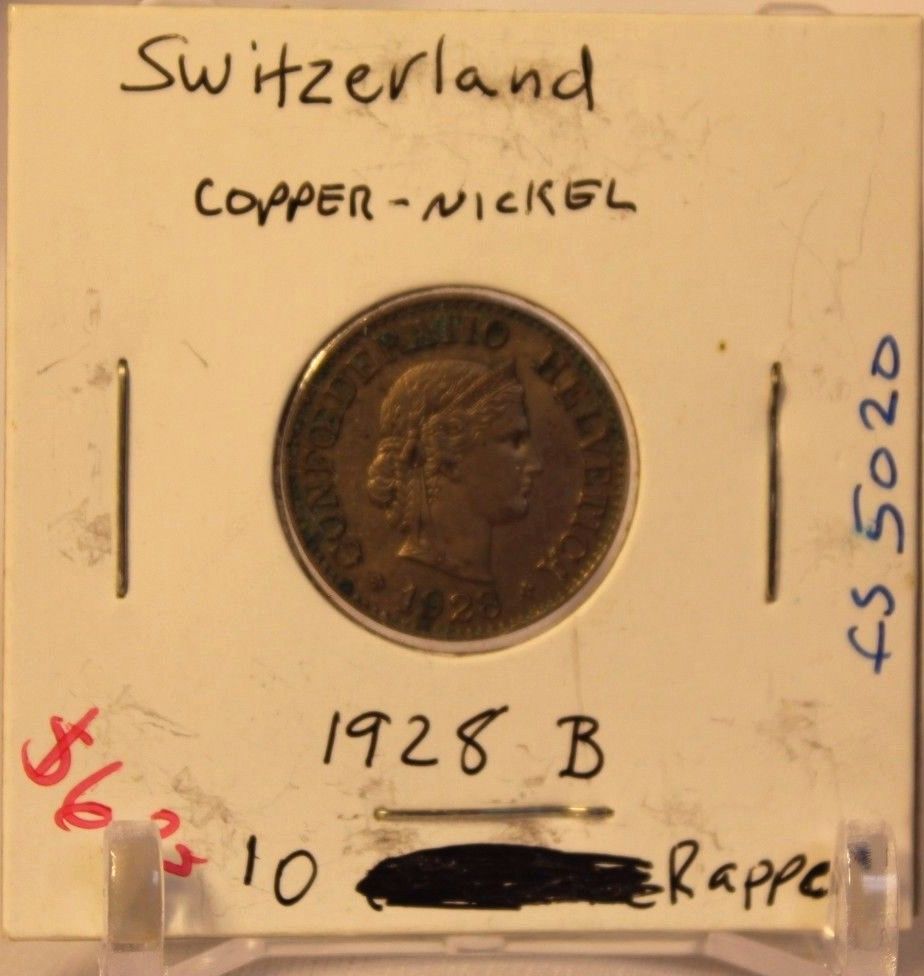 Switzerland
COPPER-NICKEL
CONFOEDERATIO HELVETICA
1928
fs 5020
1928 B
$6
10 Rappe